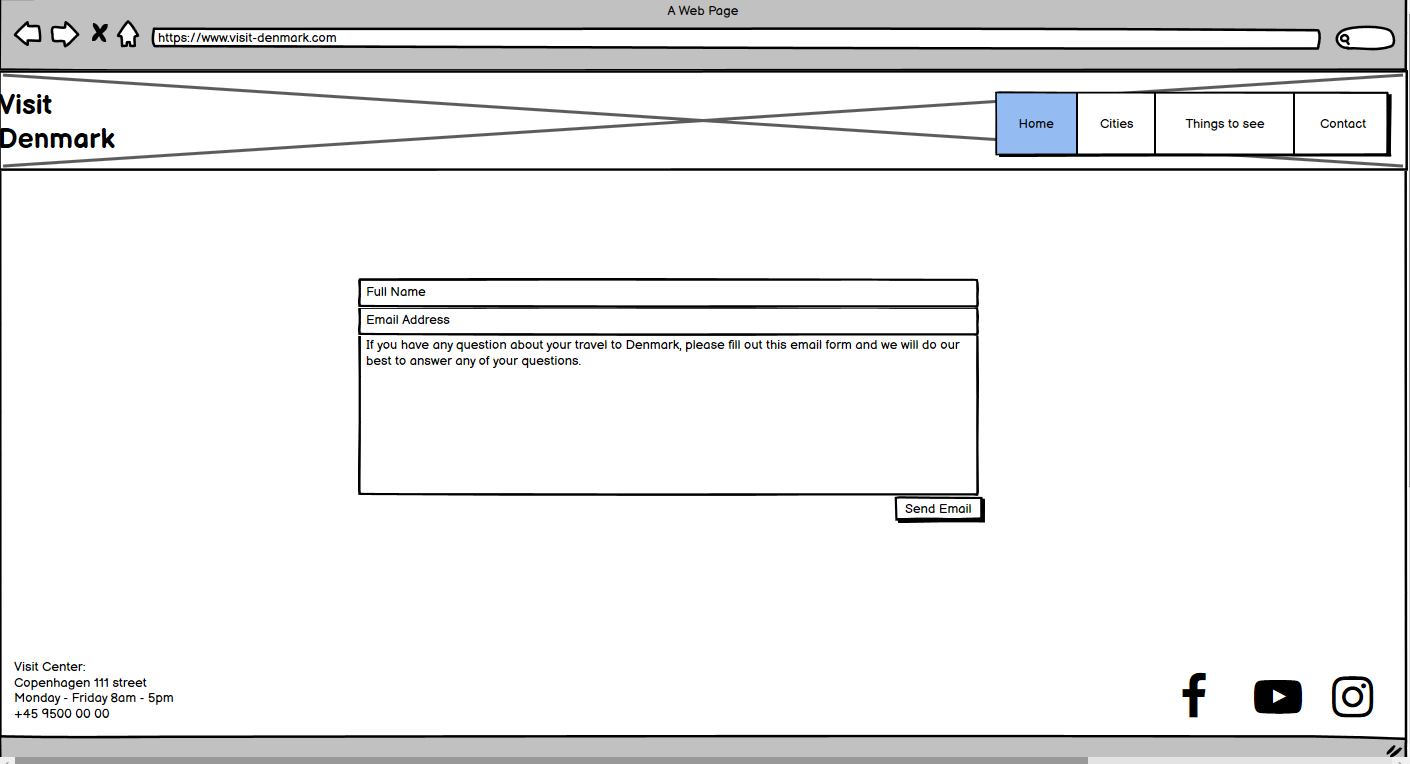 A Web Page
https://www.visit-denmark.com
Visit
Denmark
Home
Cities
Things to see
Contact
Full Name
Email Address
If you have any question about your travel to Denmark, please fill out this email form and we will do our
best to answer any of your questions.
Send Email
Visit Center:
Copenhagen 111 street
Monday - Friday 8am - 5pm
+45 9500 00 00